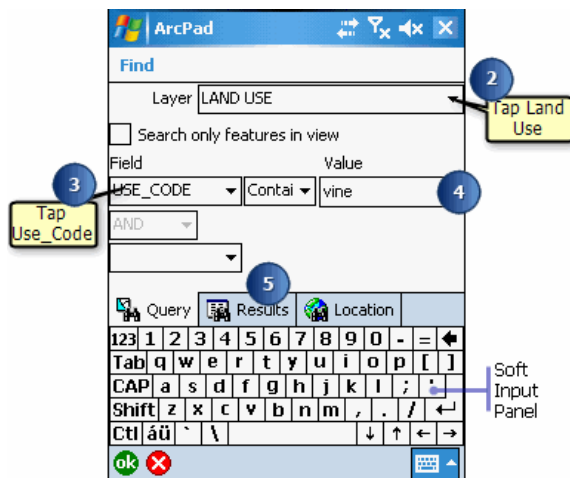 ArcPad
Find
2
Layer LAND USE
Tap Land
Use
Search only features in view
Field Value
3
USE_CODE Contai vine 4
Tap
Use_Code
AND
5
Query Results Location
123 1 2 3 4 5 6 7 8 9 0 - =
Tab q w e r t y u i o p [ ]
CAP a s d f g h j k l ; '
Shift z x c v b n m , . /
Ctl áü ` \
Soft
Input
Panel
ok